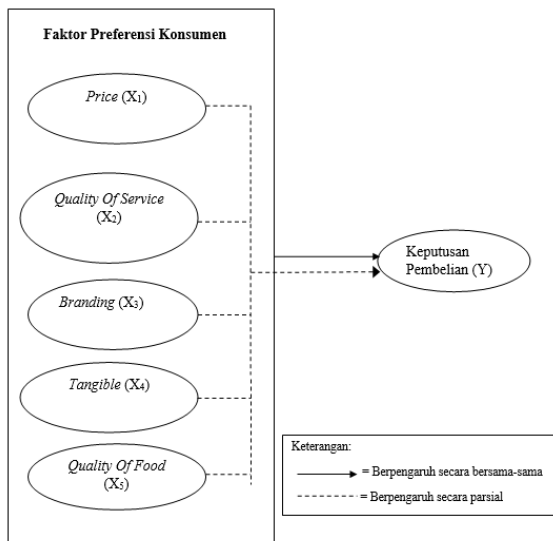 Faktor Preferensi Konsumen
Price (X₁)
Quality Of Service
(X₂)
Branding (X₃)
Tangible (X₄)
Quality Of Food
(X₅)
Keputusan
Pembelian (Y)
Keterangan:
= Berpengaruh secara bersama-sama
= Berpengaruh secara parsial